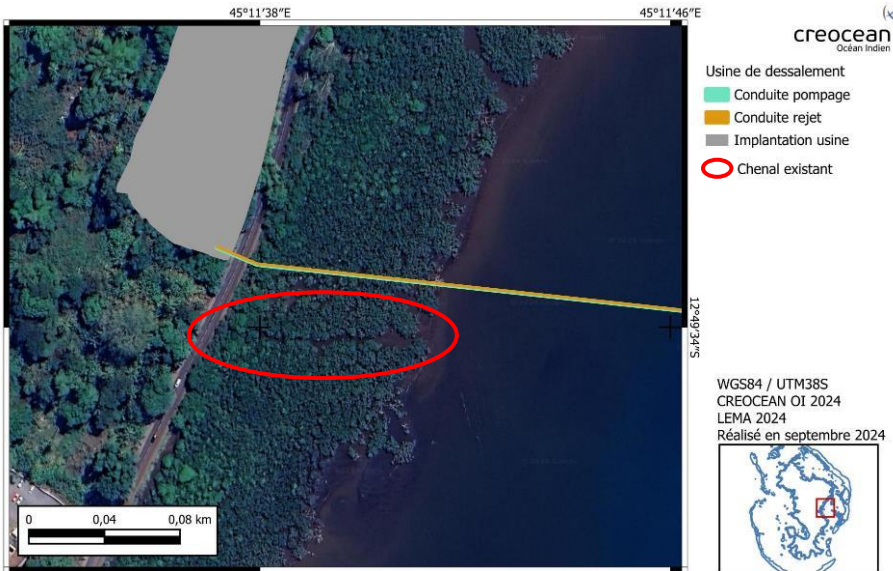 45°11'38"E
45°11'46"E
creocean
Océan Indien
Usine de dessalement
Conduite pompage
Conduite rejet
Implantation usine
Chenal existant
12°49'34"S
WGS84 / UTM38S
CREOCEAN OI 2024
LEMA 2024
Réalisé en septembre 2024
0 0,04 0,08 km